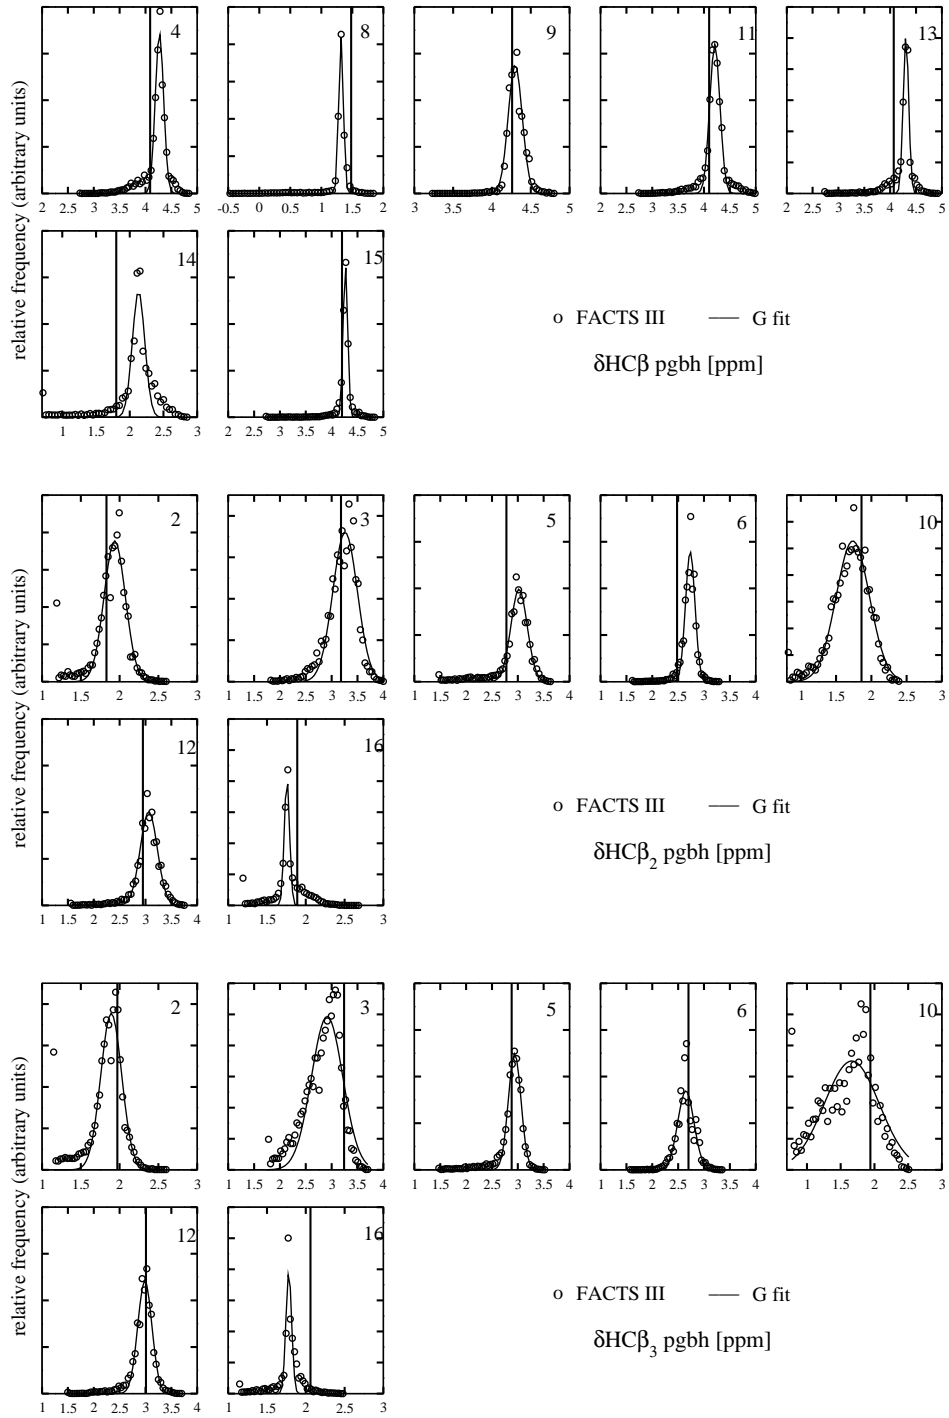 4
8
9
11
13
2 2.5 3 3.5 4 4.5 5
-0.5 0 0.5 1 1.5 2
3 3.5 4 4.5 5
2 2.5 3 3.5 4 4.5 5
2 2.5 3 3.5 4 4.5 5
relative frequency (arbitrary units)
14
15
1 1.5 2 2.5 3
2 2.5 3 3.5 4 4.5 5
o FACTS III — G fit
δHCβ pgbh [ppm]
2
3
5
6
10
1 1.5 2 2.5 3
1 1.5 2 2.5 3 3.5 4
1 1.5 2 2.5 3 3.5 4
1 1.5 2 2.5 3 3.5 4
1 1.5 2 2.5 3
relative frequency (arbitrary units)
12
16
1 1.5 2 2.5 3 3.5 4
1 1.5 2 2.5 3
o FACTS III — G fit
δHCβ₂ pgbh [ppm]
2
3
5
6
10
1 1.5 2 2.5 3
1 1.5 2 2.5 3 3.5 4
1 1.5 2 2.5 3 3.5 4
1 1.5 2 2.5 3 3.5 4
1 1.5 2 2.5 3
relative frequency (arbitrary units)
12
16
1 1.5 2 2.5 3 3.5 4
1 1.5 2 2.5 3
o FACTS III — G fit
δHCβ₃ pgbh [ppm]